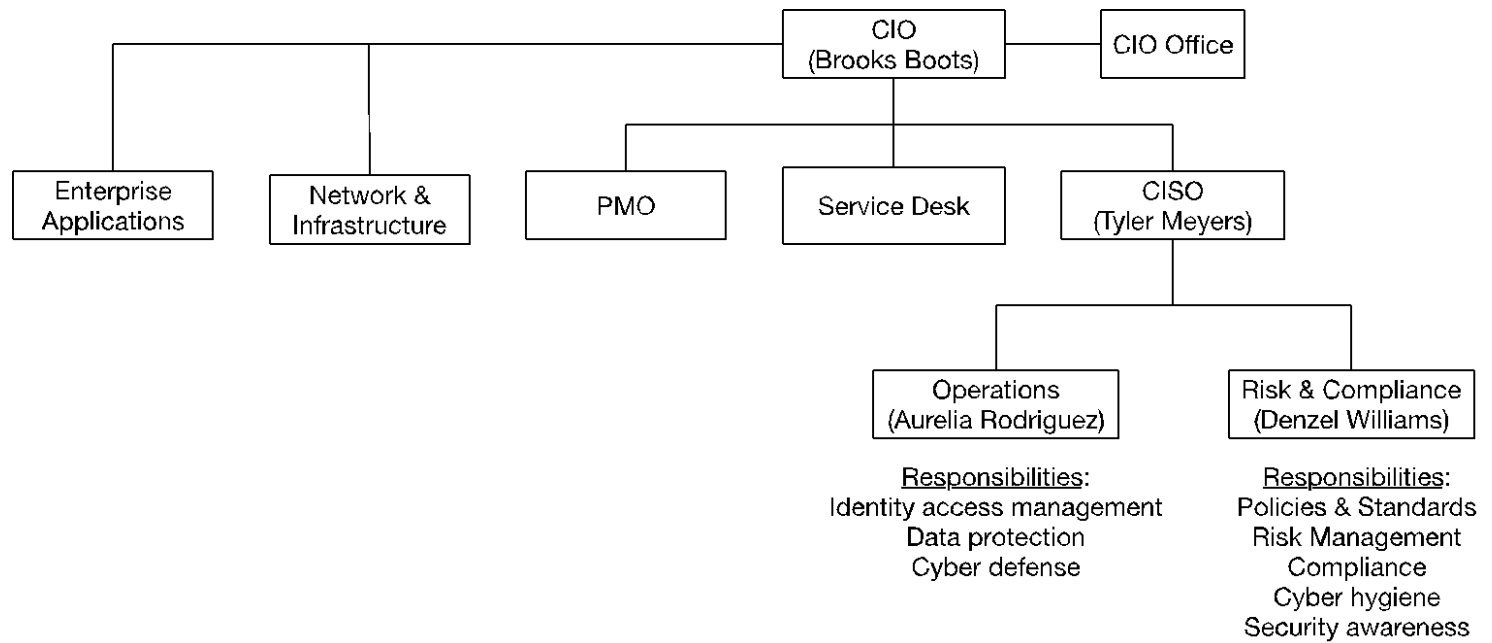 CIO
(Brooks Boots)
CIO Office
Enterprise
Applications
Network &
Infrastructure
PMO
Service Desk
CISO
(Tyler Meyers)
Operations
(Aurelia Rodriguez)
Risk & Compliance
(Denzel Williams)
Responsibilities:
Identity access management
Data protection
Cyber defense
Responsibilities:
Policies & Standards
Risk Management
Compliance
Cyber hygiene
Security awareness